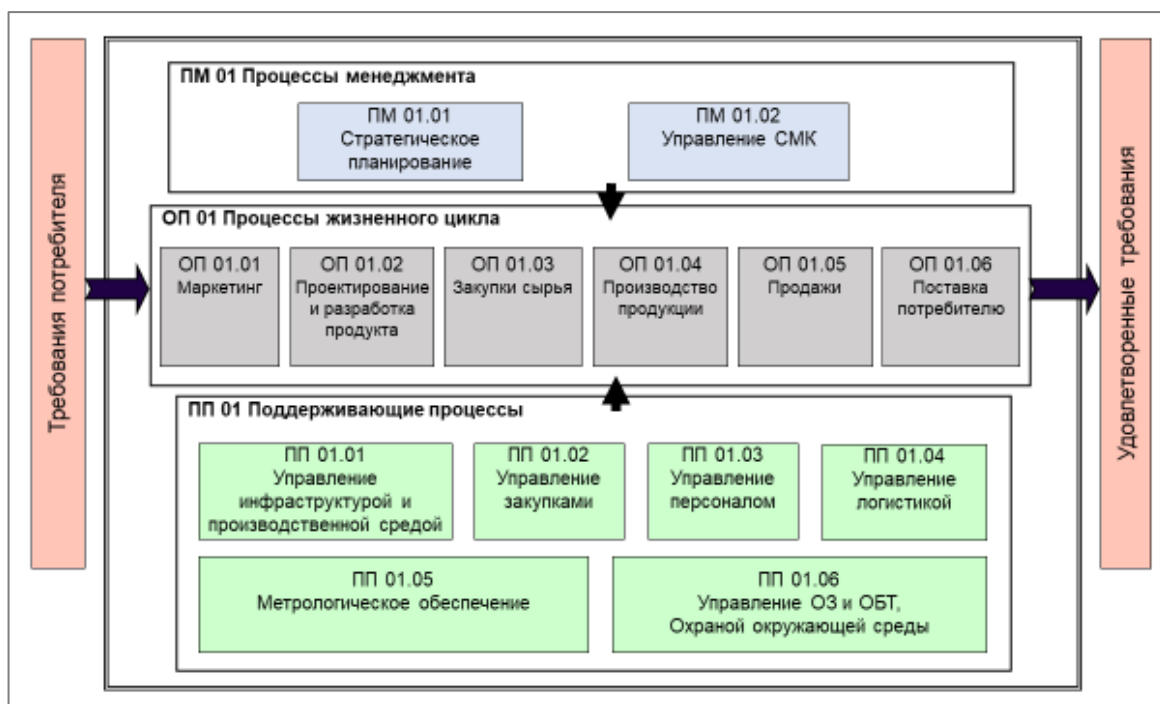 Требования потребителя
ПМ 01 Процессы менеджмента
ПМ 01.01
Стратегическое
планирование
ПМ 01.02
Управление СМК
ОП 01 Процессы жизненного цикла
ОП 01.01
Маркетинг
ОП 01.02
Проектирование
и разработка
продукта
ОП 01.03
Закупки сырья
ОП 01.04
Производство
продукции
ОП 01.05
Продажи
ОП 01.06
Поставка
потребителю
ПП 01 Поддерживающие процессы
ПП 01.01
Управление
инфраструктурой и
производственной средой
ПП 01.02
Управление
закупками
ПП 01.03
Управление
персоналом
ПП 01.04
Управление
логистикой
ПП 01.05
Метрологическое обеспечение
ПП 01.06
Управление ОЗ и ОБТ,
Охраной окружающей среды
Удовлетворенные требования